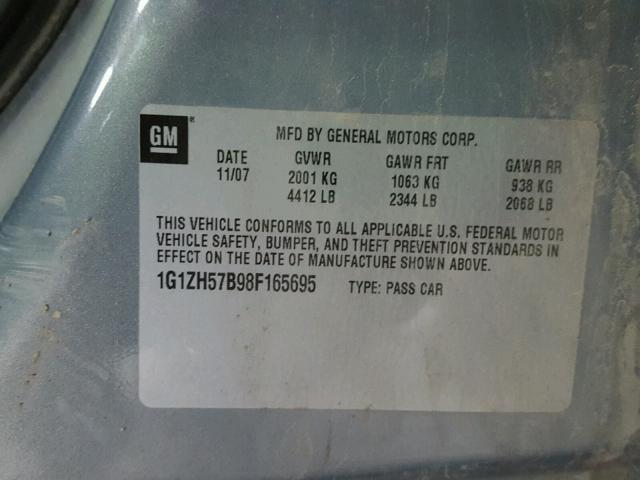 GM ® MFD BY GENERAL MOTORS CORP.
DATE GVWR GAWR FRT GAWR RR
11/07 2001 KG 1063 KG 938 KG
4412 LB 2344 LB 2068 LB
THIS VEHICLE CONFORMS TO ALL APPLICABLE U.S. FEDERAL MOTOR
VEHICLE SAFETY, BUMPER, AND THEFT PREVENTION STANDARDS IN
EFFECT ON THE DATE OF MANUFACTURE SHOWN ABOVE.
1G1ZH57B98F165695 TYPE: PASS CAR